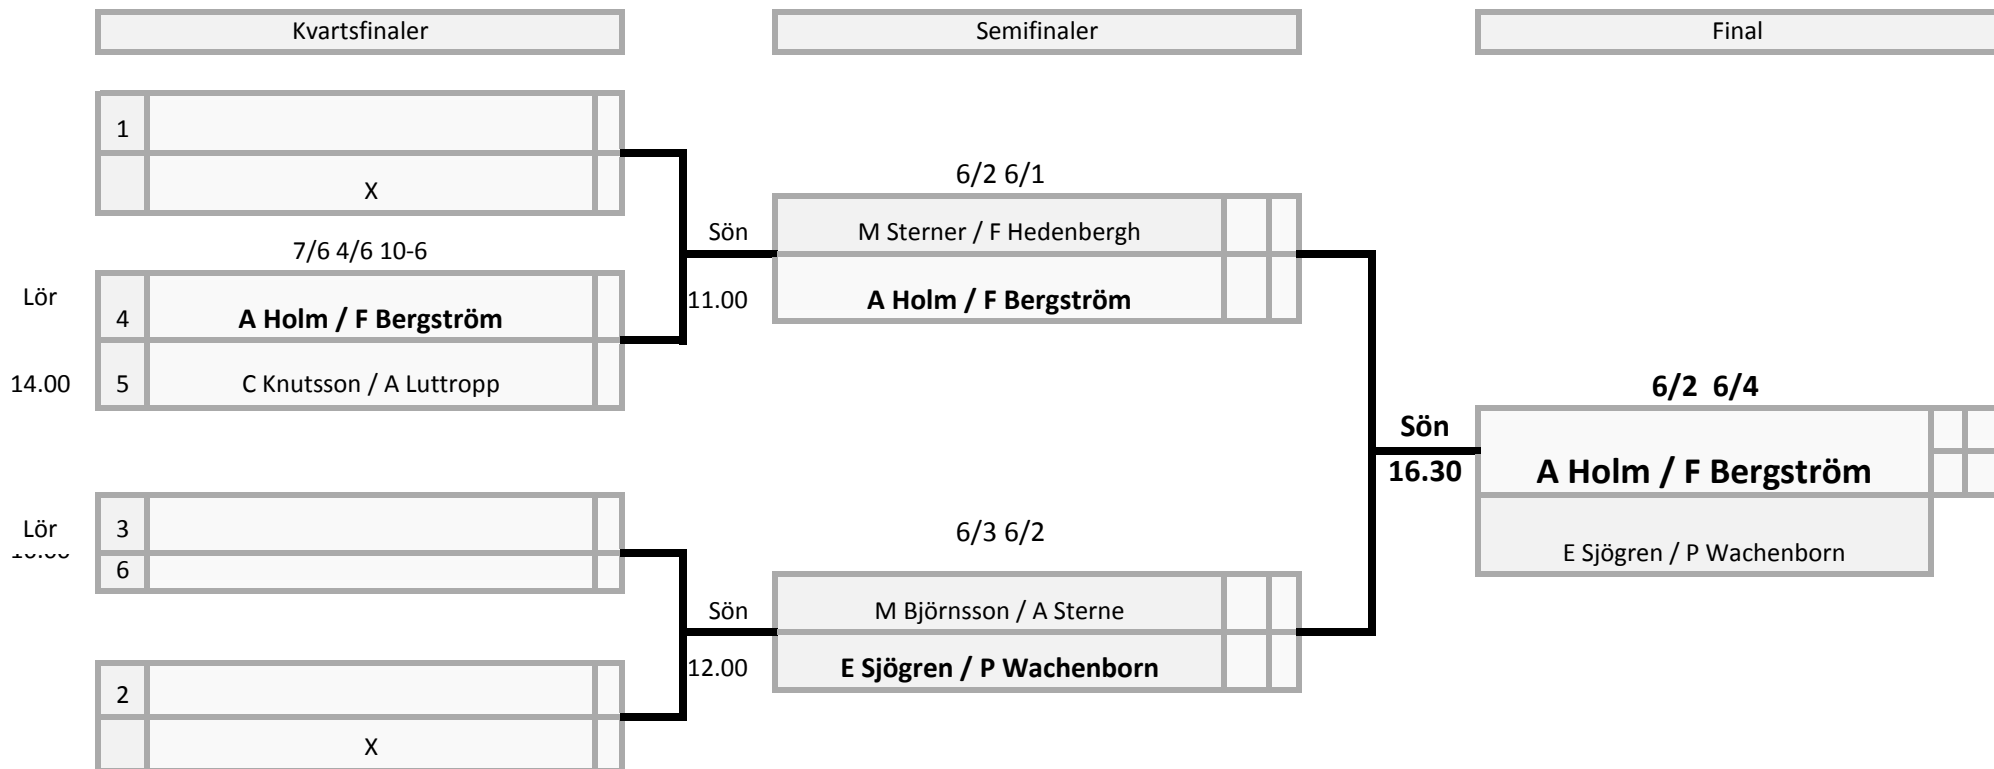 Kvartsfinaler
Semifinaler
Final
1
X
7/6 4/6 10-6
Lör
4 A Holm / F Bergström
14.00 5 C Knutsson / A Luttropp
Lör 3
6
2
X
6/2 6/1
Sön M Sterner / F Hedenbergh
11.00 A Holm / F Bergström
6/3 6/2
Sön M Björnsson / A Sterne
12.00 E Sjögren / P Wachenborn
6/2 6/4
Sön
16.30 A Holm / F Bergström
E Sjögren / P Wachenborn